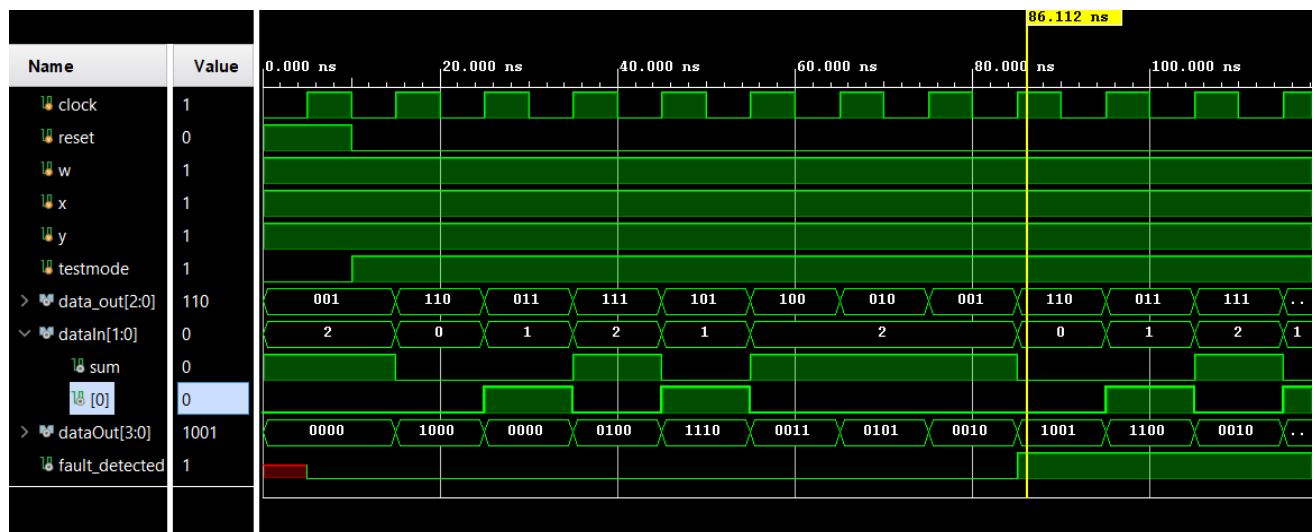 86.112 ns
Name Value 0.000 ns 20.000 ns 40.000 ns 60.000 ns 80.000 ns 100.000 ns
clock 1
reset 0
w 1
x 1
y 1
testmode 1
data_out[2:0] 110 001 110 011 111 101 100 010 001 110 011 111 ..
dataIn[1:0] 0 2 0 1 2 1 2 0 1 2 1
sum 0
[0] 0
dataOut[3:0] 1001 0000 1000 0000 0100 1110 0011 0101 0010 1001 1100 0010 ..
fault_detected 1